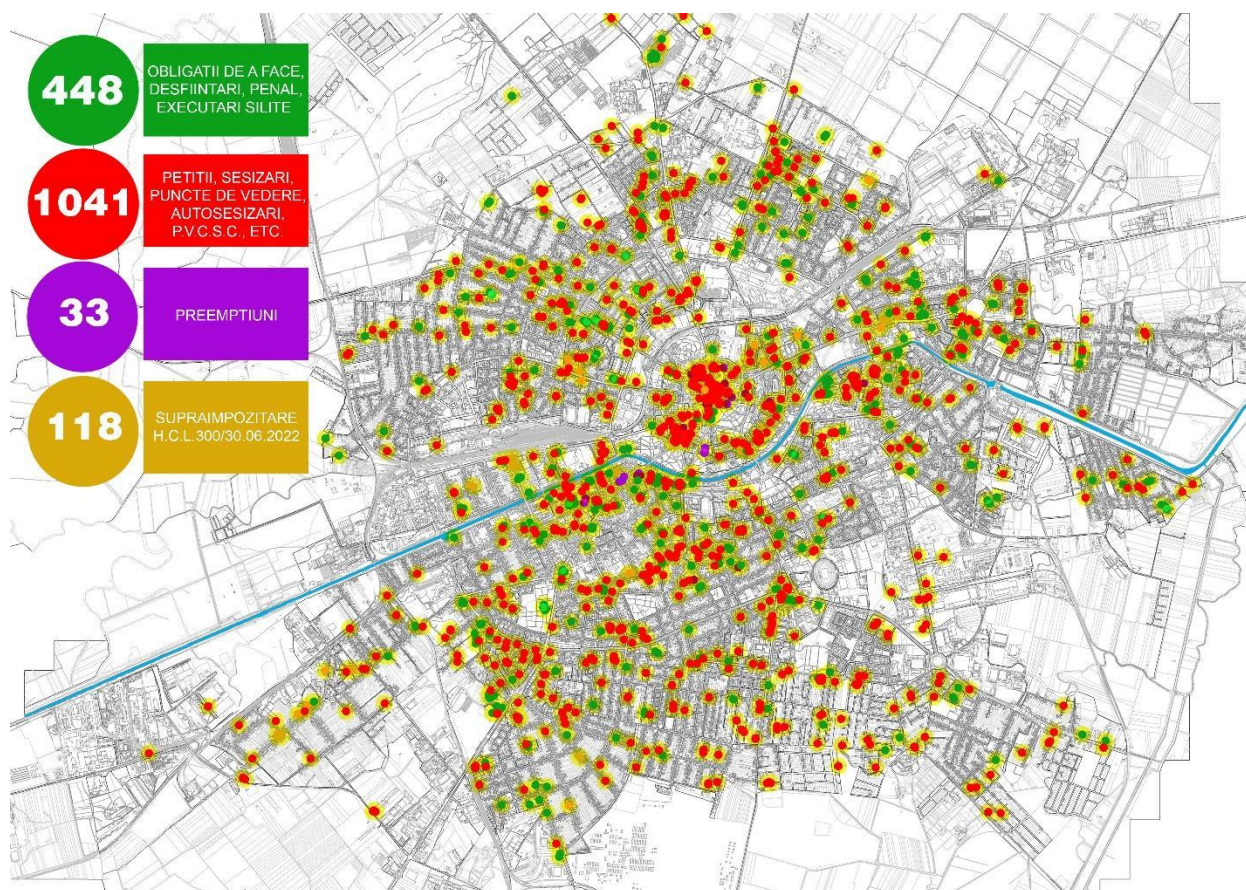 448
OBLIGATII DE A FACE,
DESFIINTARI, PENAL,
EXECUTARI SILITE
1041
PETITII, SESIZARI,
PUNCTE DE VEDERE,
AUTOSESIZARI,
P.V.C.S.C., ETC.
33
PREEMPTIUNI
118
SUPRAIMPOZITARE
H.C.L.300/30.06.2022